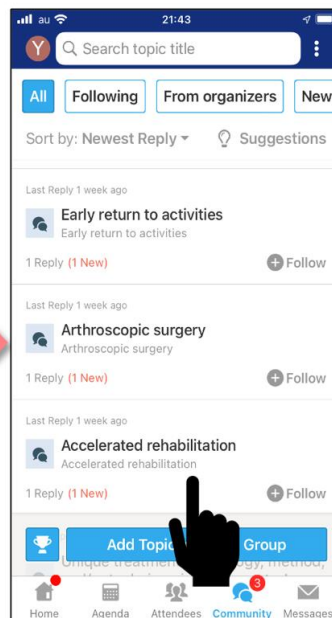 au 21:43
Y Search topic title
All Following From organizers New
Sort by: Newest Reply Suggestions
Last Reply 1 week ago
Early return to activities
Early return to activities
1 Reply (1 New) Follow
Last Reply 1 week ago
Arthroscopic surgery
Arthroscopic surgery
1 Reply (1 New) Follow
Last Reply 1 week ago
Accelerated rehabilitation
Accelerated rehabilitation
1 Reply (1 New) Follow
Add Topic Group
Unique treatment method,
3
Home Agenda Attendees Community Messages